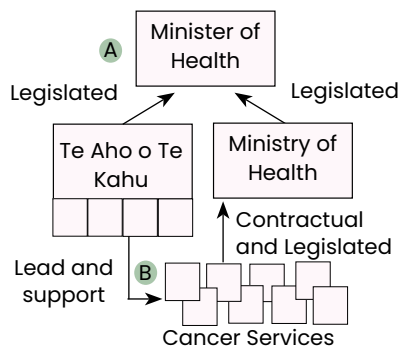 Minister of
Health
A
Legislated
Legislated
Te Aho o Te
Kahu
Ministry of
Health
Contractual
and Legislated
Lead and
support
B
Cancer Services